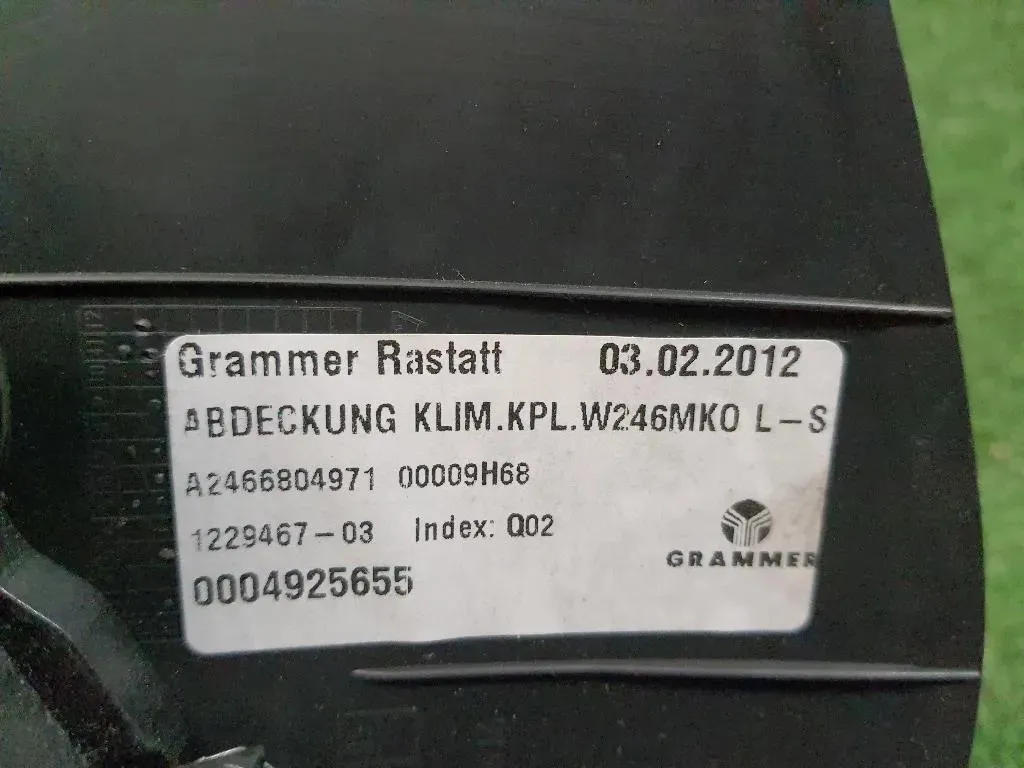 Grammer Rastatt 03.02.2012
ABDECKUNG KLIM.KPL.W246MKO L-S
A2466804971 00009H68
1229467-03 Index: Q02
GRAMMER
0004925655